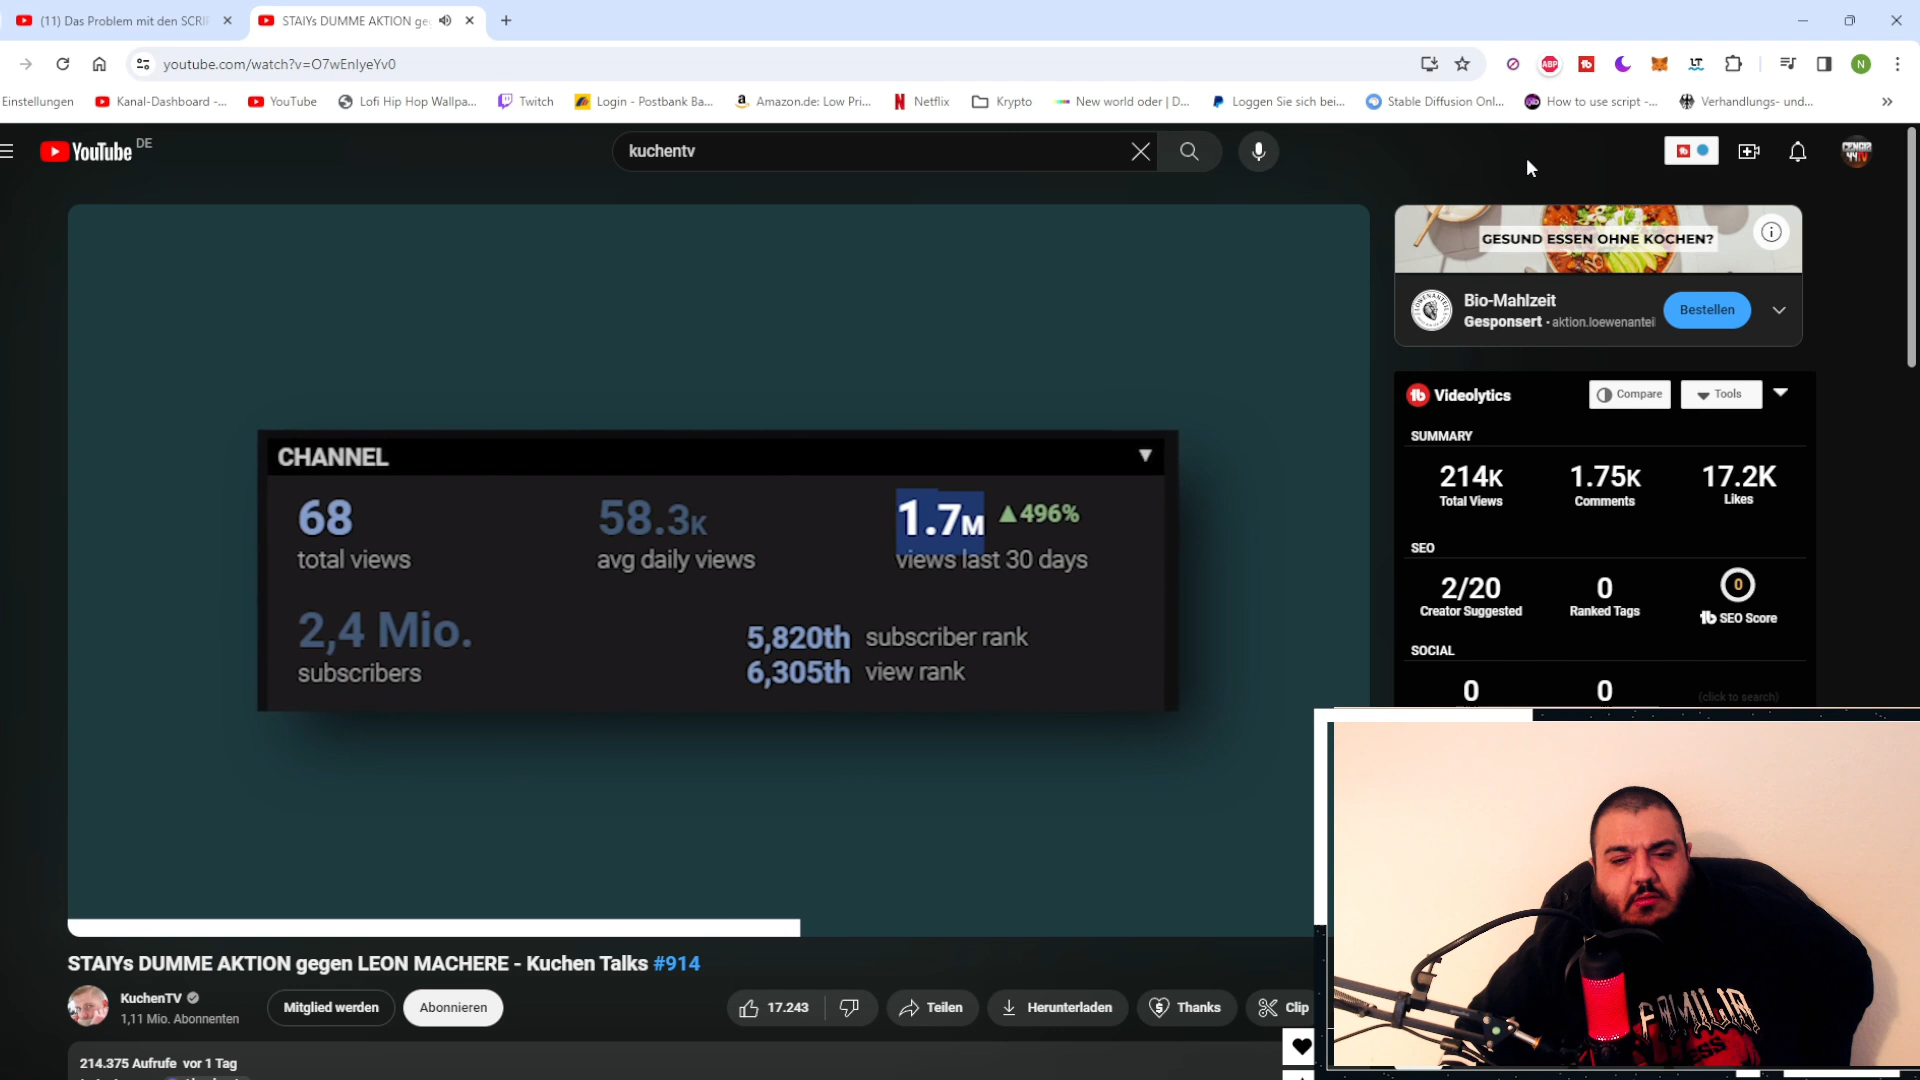 (11) Das Problem mit den SCRI
STAIYs DUMME AKTION ge
youtube.com/watch?v=O7wEnlyeYv0
ABP
LT
N
Einstellungen
Kanal-Dashboard -...
YouTube
Lofi Hip Hop Wallpa...
Twitch
Login - Postbank Ba...
Amazon.de: Low Pri...
Netflix
Krypto
New world oder | D...
Loggen Sie sich bei...
Stable Diffusion Onl...
How to use script -...
Verhandlungs- und...
YouTube DE
kuchentv
CHANNEL
68
total views
58.3K
avg daily views
1.7M ▲496%
views last 30 days
2,4 Mio.
subscribers
5,820th subscriber rank
6,305th view rank
GESUND ESSEN OHNE KOCHEN?
Bio-Mahlzeit
Gesponsert · aktion.loewenanteil
Bestellen
Videolytics
Compare
Tools
SUMMARY
214K
Total Views
1.75K
Comments
17.2K
Likes
SEO
2/20
Creator Suggested
0
Ranked Tags
0
SEO Score
SOCIAL
0
0
(click to search)
STAIYs DUMME AKTION gegen LEON MACHERE - Kuchen Talks #914
KuchenTV
1,11 Mio. Abonnenten
Mitglied werden
Abonnieren
17.243
Teilen
Herunterladen
Thanks
Clip
214.375 Aufrufe vor 1 Tag